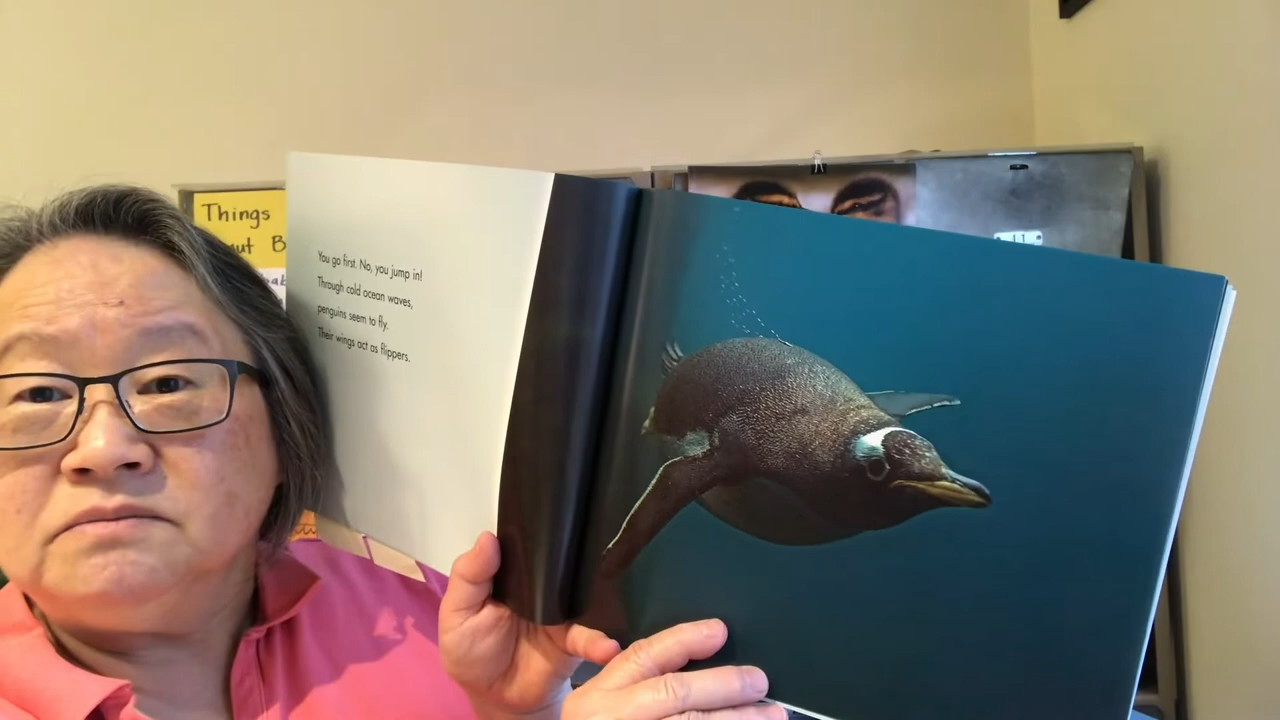 Things
ut B
You go first. No, you jump in!
Through cold ocean waves,
penguins seem to fly.
Their wings act as flippers.